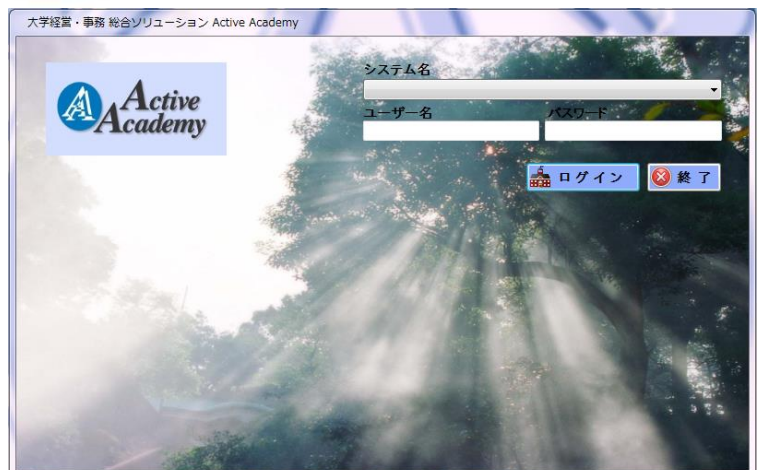 大学経営・事務 総合ソリューション Active Academy
Active
Academy
システム名
ユーザー名 パスワード
ログイン 終了